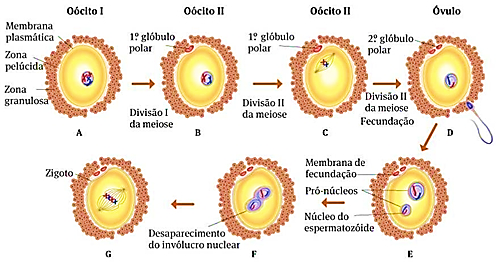 Oócito I
Oócito II
Oócito II
Óvulo
Membrana
plasmática
Zona
pelúcida
Zona
granulosa
1º glóbulo
polar
1º glóbulo
polar
2º glóbulo
polar
Divisão I
da meiose
Divisão II
da meiose
Divisão II
da meiose
Fecundação
A
B
C
D
Zigoto
Desaparecimento
do invólucro nuclear
Membrana de
fecundação
Pró-núcleos
Núcleo do
espermatozóide
G
F
E